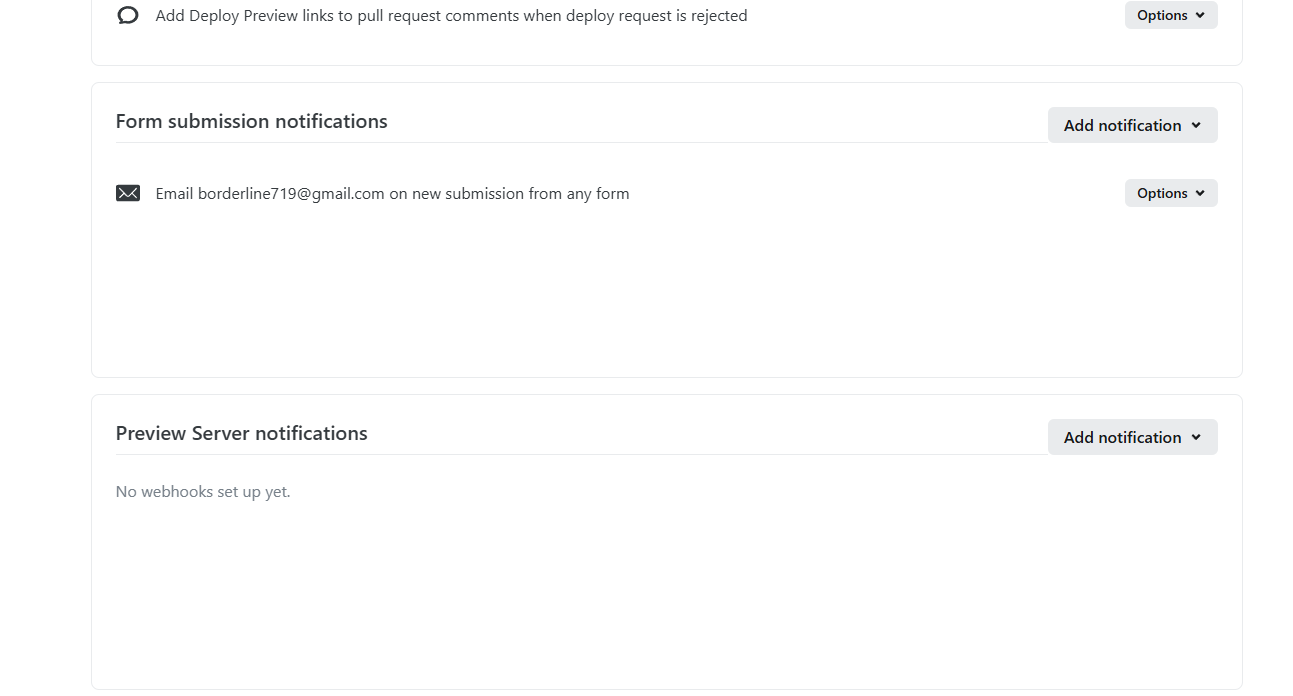 Add Deploy Preview links to pull request comments when deploy request is rejected
Options
Form submission notifications
Add notification
Email borderline719@gmail.com on new submission from any form
Options
Preview Server notifications
Add notification
No webhooks set up yet.